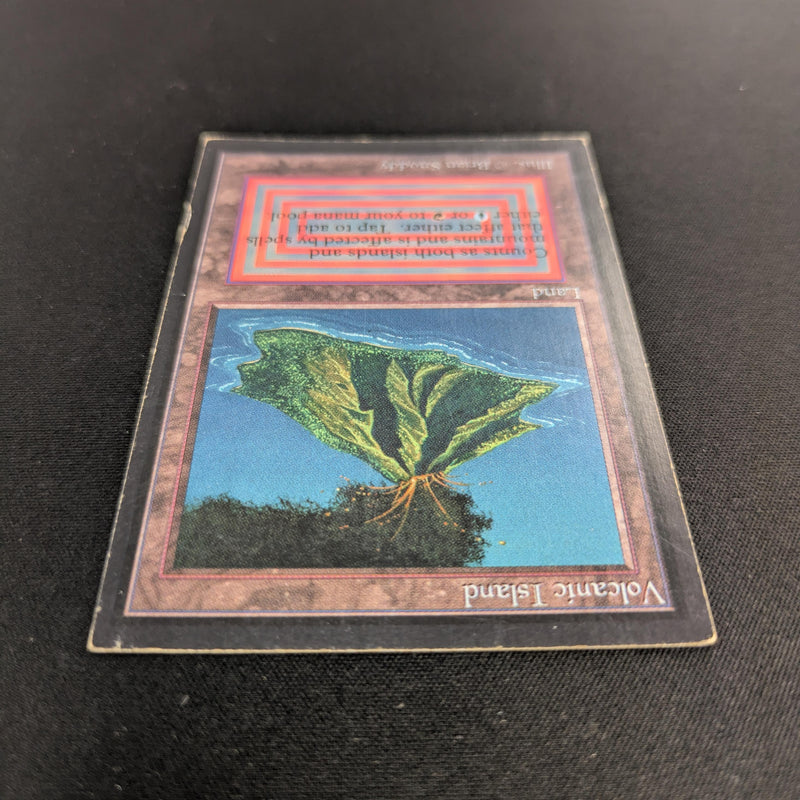 Volcanic Island
Land
Counts as both islands and
mountains and is affected by spells
that affect either. Tap to add
either or to your mana pool
Illus. © Brian Snoddy